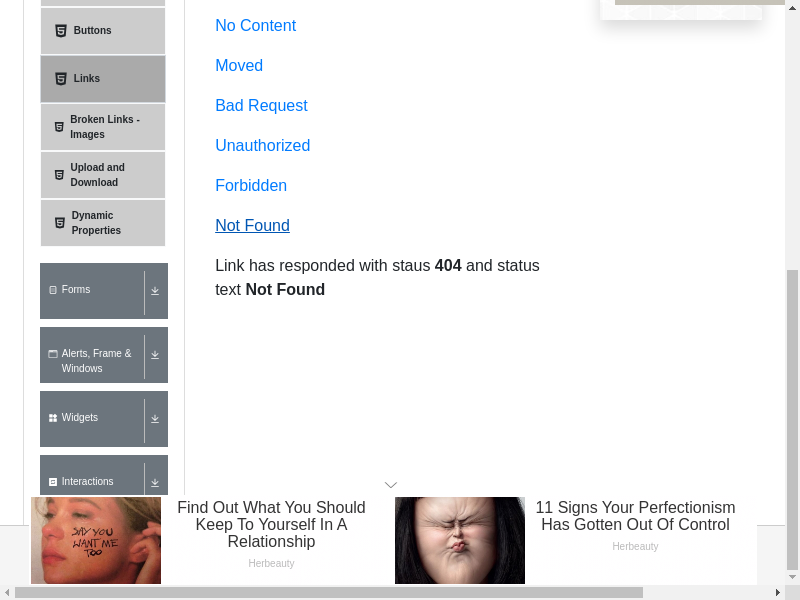 Buttons
Links
Broken Links -
Images
Upload and
Download
Dynamic
Properties
Forms
Alerts, Frame &
Windows
Widgets
Interactions
No Content
Moved
Bad Request
Unauthorized
Forbidden
Not Found
Link has responded with staus 404 and status
text Not Found
SAY YOU
WANT ME
TOO
Find Out What You Should
Keep To Yourself In A
Relationship
Herbeauty
11 Signs Your Perfectionism
Has Gotten Out Of Control
Herbeauty